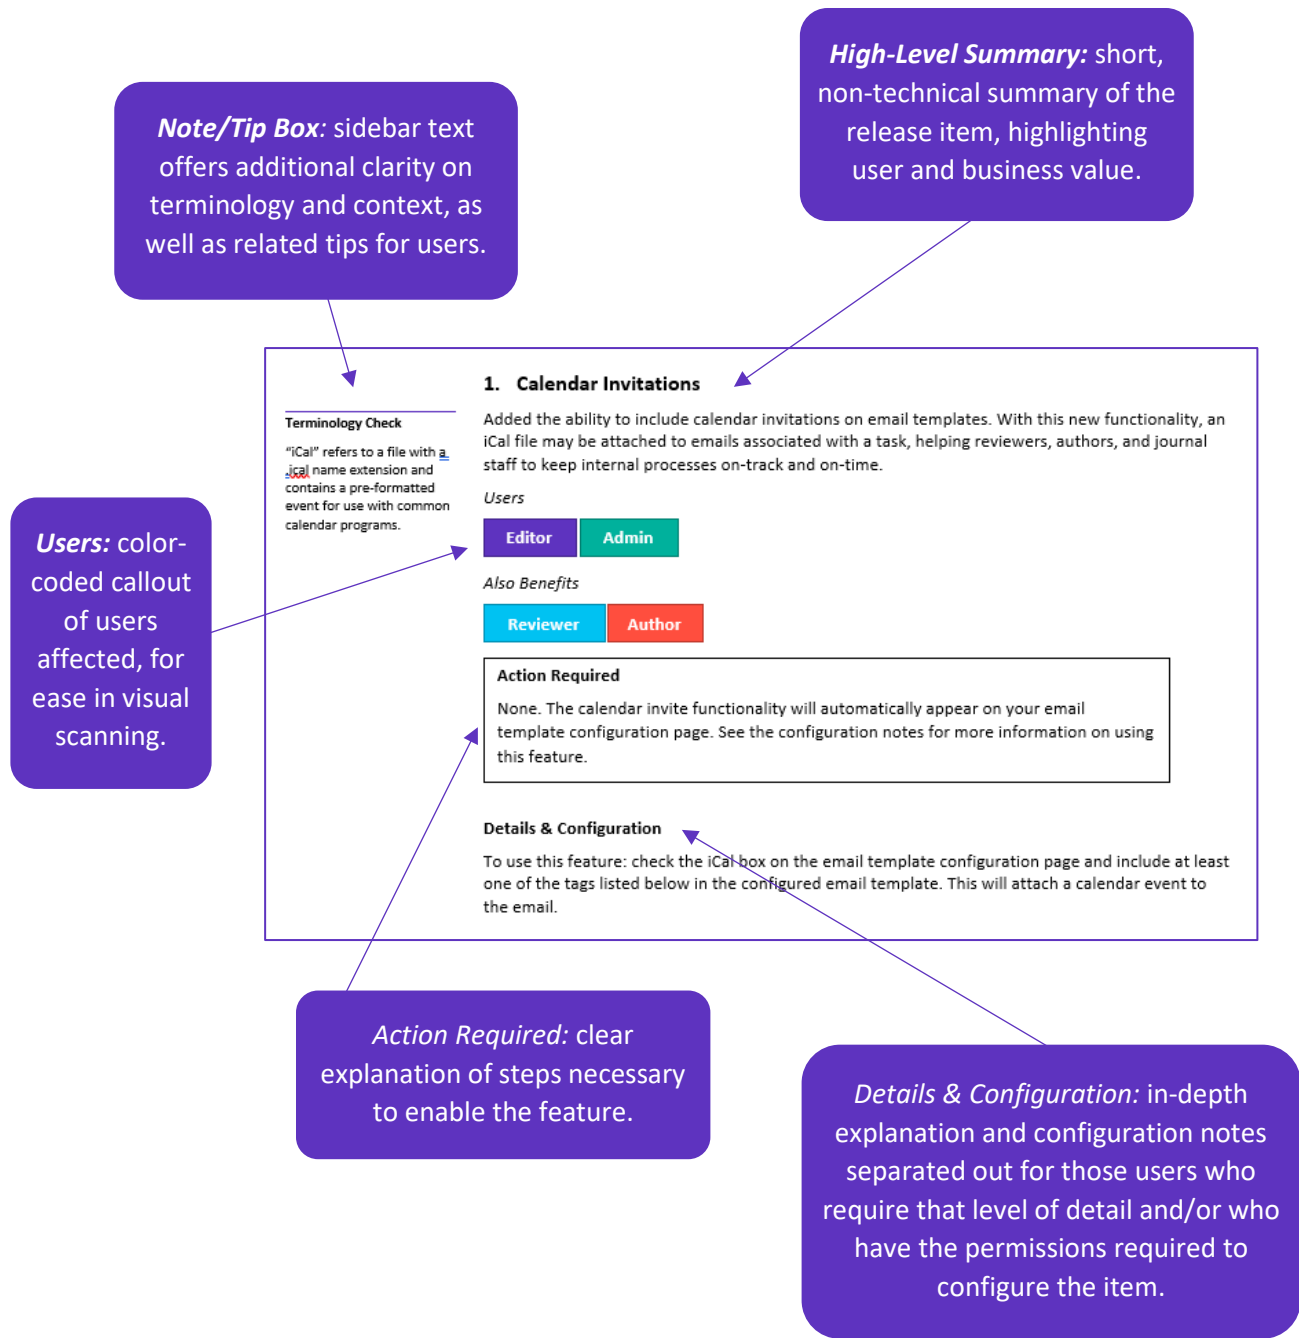 High-Level Summary: short,
non-technical summary of the
release item, highlighting
user and business value.
Note/Tip Box: sidebar text
offers additional clarity on
terminology and context, as
well as related tips for users.
1. Calendar Invitations
Added the ability to include calendar invitations on email templates. With this new functionality, an
iCal file may be attached to emails associated with a task, helping reviewers, authors, and journal
staff to keep internal processes on-track and on-time.
Terminology Check
“iCal” refers to a file with a
.ical name extension and
contains a pre-formatted
event for use with common
calendar programs.
Users
Editor Admin
Also Benefits
Reviewer Author
Users: color-
coded callout
of users
affected, for
ease in visual
scanning.
Action Required
None. The calendar invite functionality will automatically appear on your email
template configuration page. See the configuration notes for more information on using
this feature.
Details & Configuration
To use this feature: check the iCal box on the email template configuration page and include at least
one of the tags listed below in the configured email template. This will attach a calendar event to
the email.
Action Required: clear
explanation of steps necessary
to enable the feature.
Details & Configuration: in-depth
explanation and configuration notes
separated out for those users who
require that level of detail and/or who
have the permissions required to
configure the item.